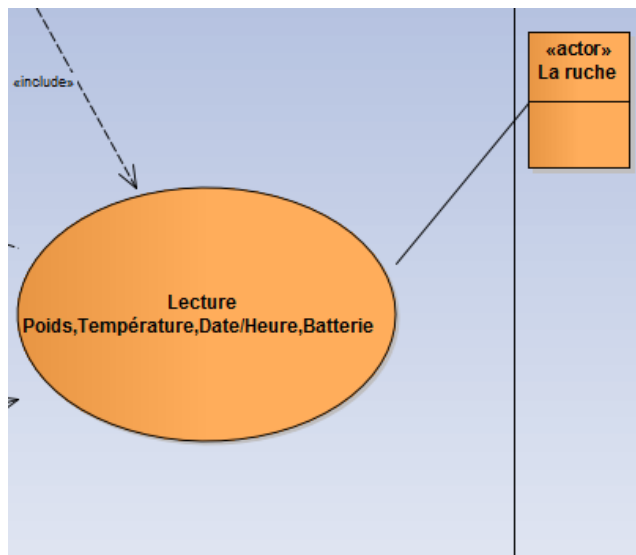 «actor»
La ruche
«include»
Lecture
Poids,Température,Date/Heure,Batterie